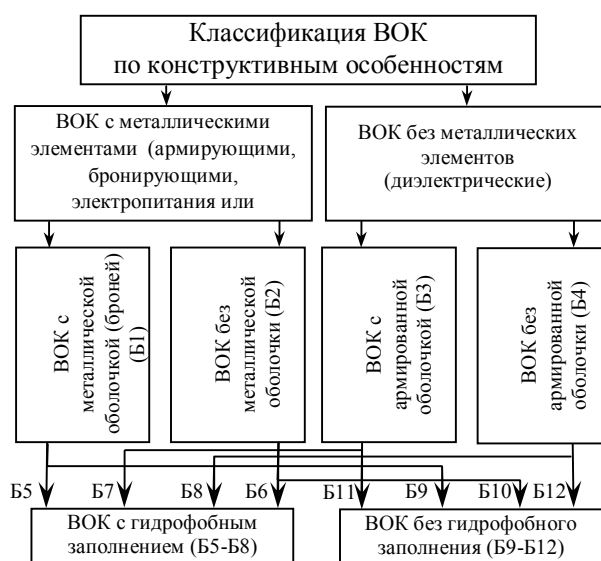 Классификация ВОК
по конструктивным особенностям
ВОК с металлическими
элементами (армирующими,
бронирующими,
электропитания или
ВОК без металлических
элементов
(диэлектрические)
ВОК с
металлической
оболочкой (броней)
(Б1)
ВОК без
металлической
оболочки (Б2)
ВОК с
армированной
оболочкой (Б3)
ВОК без
армированной
оболочки (Б4)
Б5 Б7 Б8 Б6 Б11 Б9 Б10 Б12
ВОК с гидрофобным
заполнением (Б5-Б8)
ВОК без гидрофобного
заполнения (Б9-Б12)